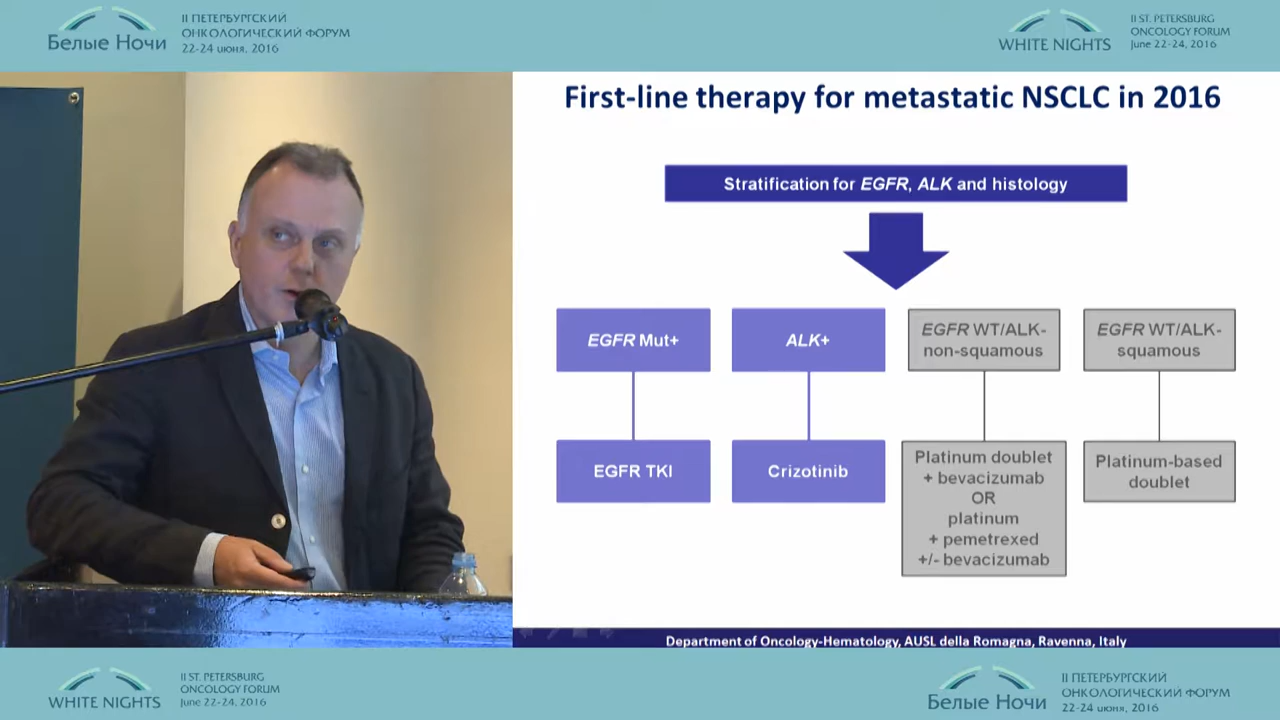 II ПЕТЕРБУРГСКИЙ
ОНКОЛОГИЧЕСКИЙ ФОРУМ
Белые Ночи
22-24 июня, 2016
II ST. PETERSBURG
ONCOLOGY FORUM
WHITE NIGHTS
June 22-24, 2016
First-line therapy for metastatic NSCLC in 2016
Stratification for EGFR, ALK and histology
EGFR Mut+
ALK+
EGFR WT/ALK-
non-squamous
EGFR WT/ALK-
squamous
EGFR TKI
Crizotinib
Platinum doublet
+ bevacizumab
OR
platinum
+ pemetrexed
+/- bevacizumab
Platinum-based
doublet
Department of Oncology-Hematology, AUSL della Romagna, Ravenna, Italy
II ST. PETERSBURG
ONCOLOGY FORUM
WHITE NIGHTS
June 22-24, 2016
II ПЕТЕРБУРГСКИЙ
ОНКОЛОГИЧЕСКИЙ ФОРУМ
Белые Ночи
22-24 июня, 2016